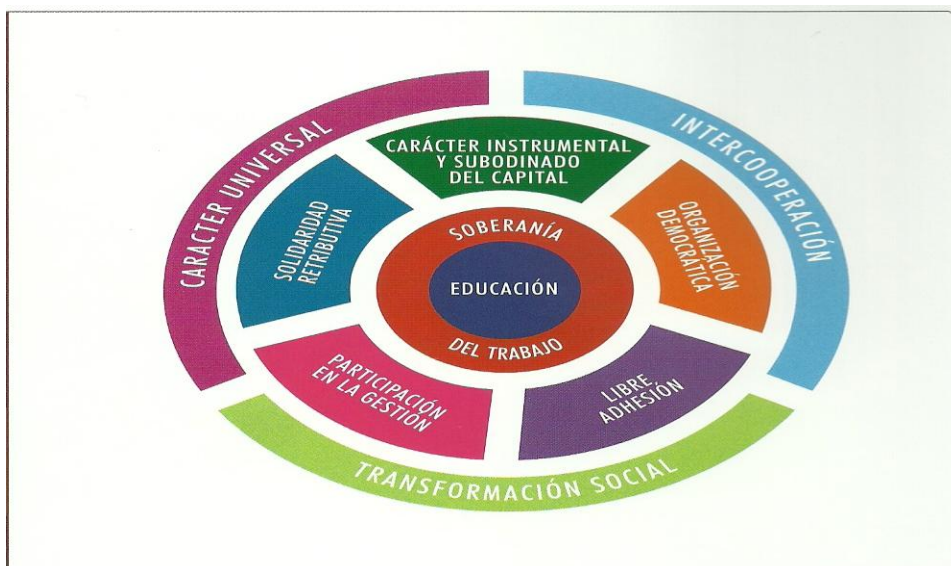 CARACTER UNIVERSAL
INTERCOOPERACIÓN
CARÁCTER INSTRUMENTAL
Y SUBODINADO
DEL CAPITAL
SOLIDARIDAD
RETRIBUTIVA
ORGANIZACIÓN
DEMOCRÁTICA
SOBERANÍA
EDUCACIÓN
DEL TRABAJO
PARTICIPACIÓN
EN LA GESTIÓN
LIBRE
ADHESIÓN
TRANSFORMACIÓN SOCIAL